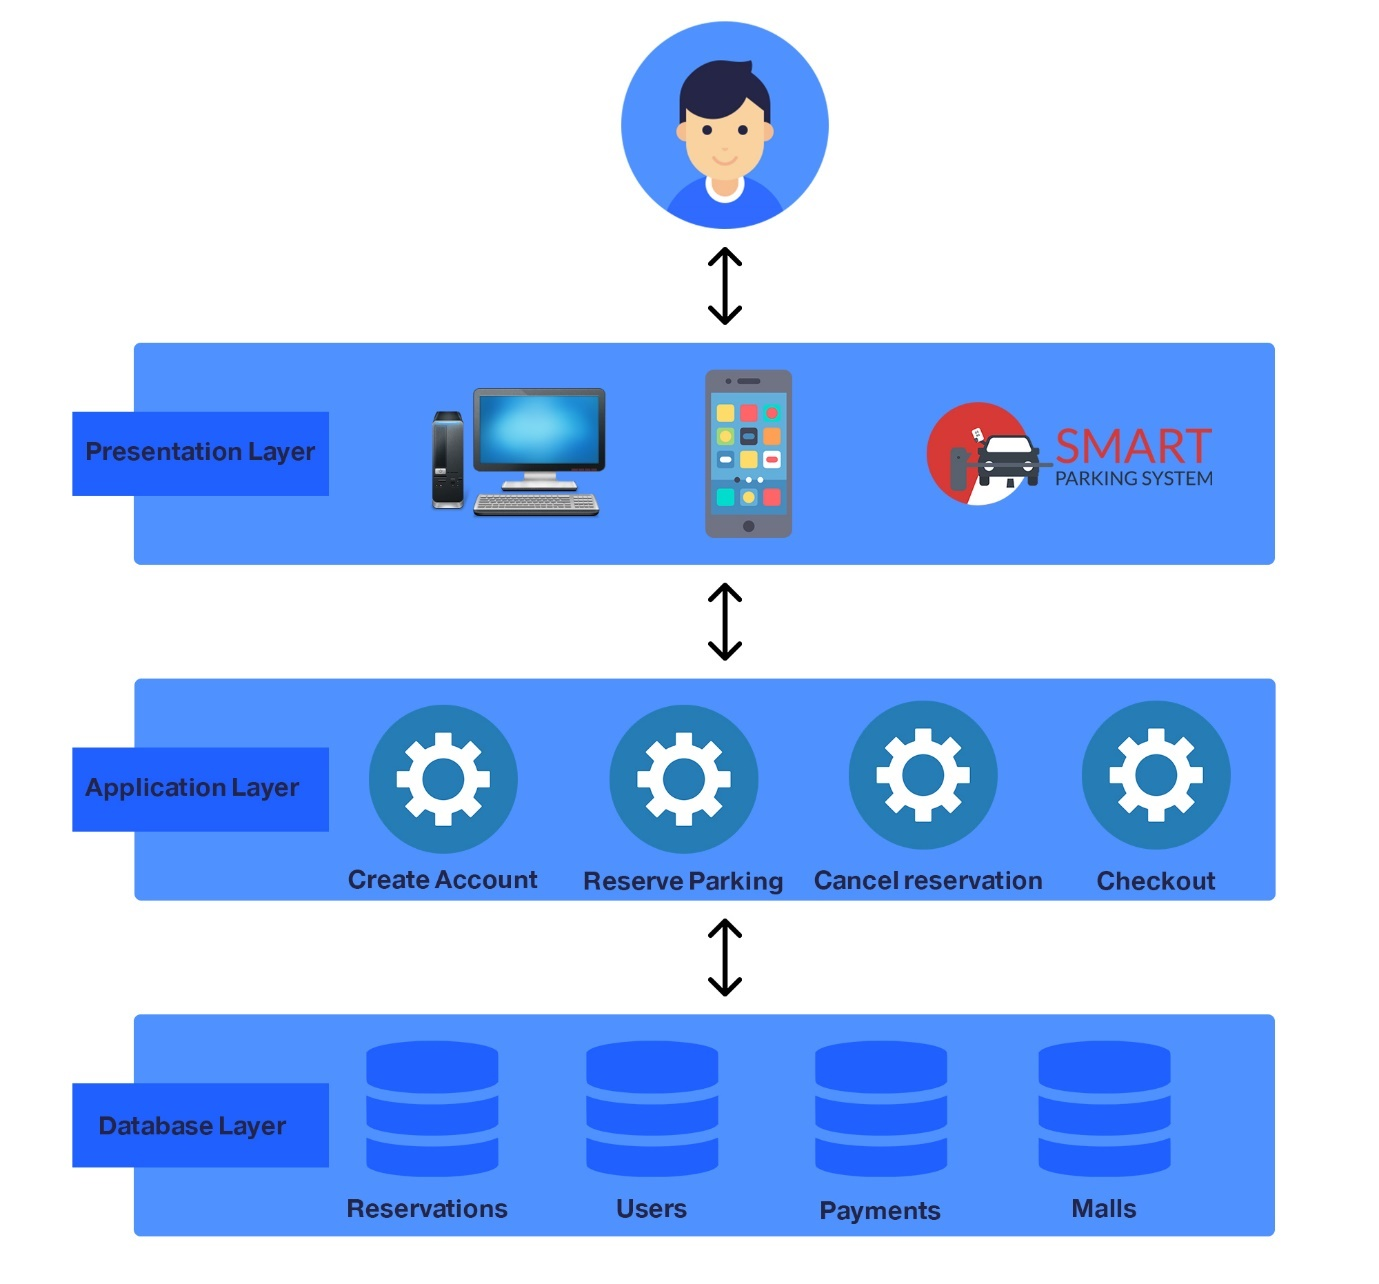 Presentation Layer
SMART
PARKING SYSTEM
Application Layer
Create Account
Reserve Parking
Cancel reservation
Checkout
Database Layer
Reservations
Users
Payments
Malls